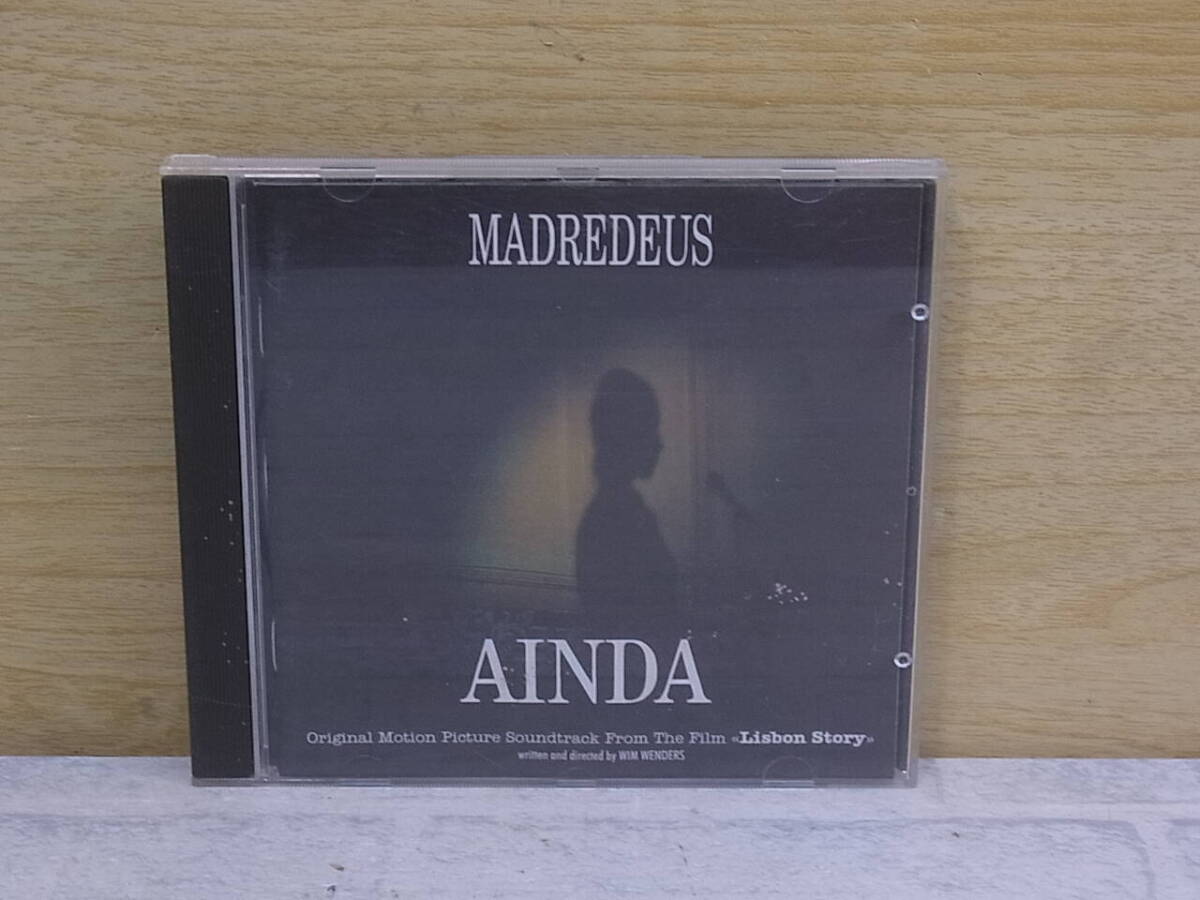 MADREDEUS
AINDA
Original Motion Picture Soundtrack From The Film «Lisbon Story»
written and directed by WIM WENDERS